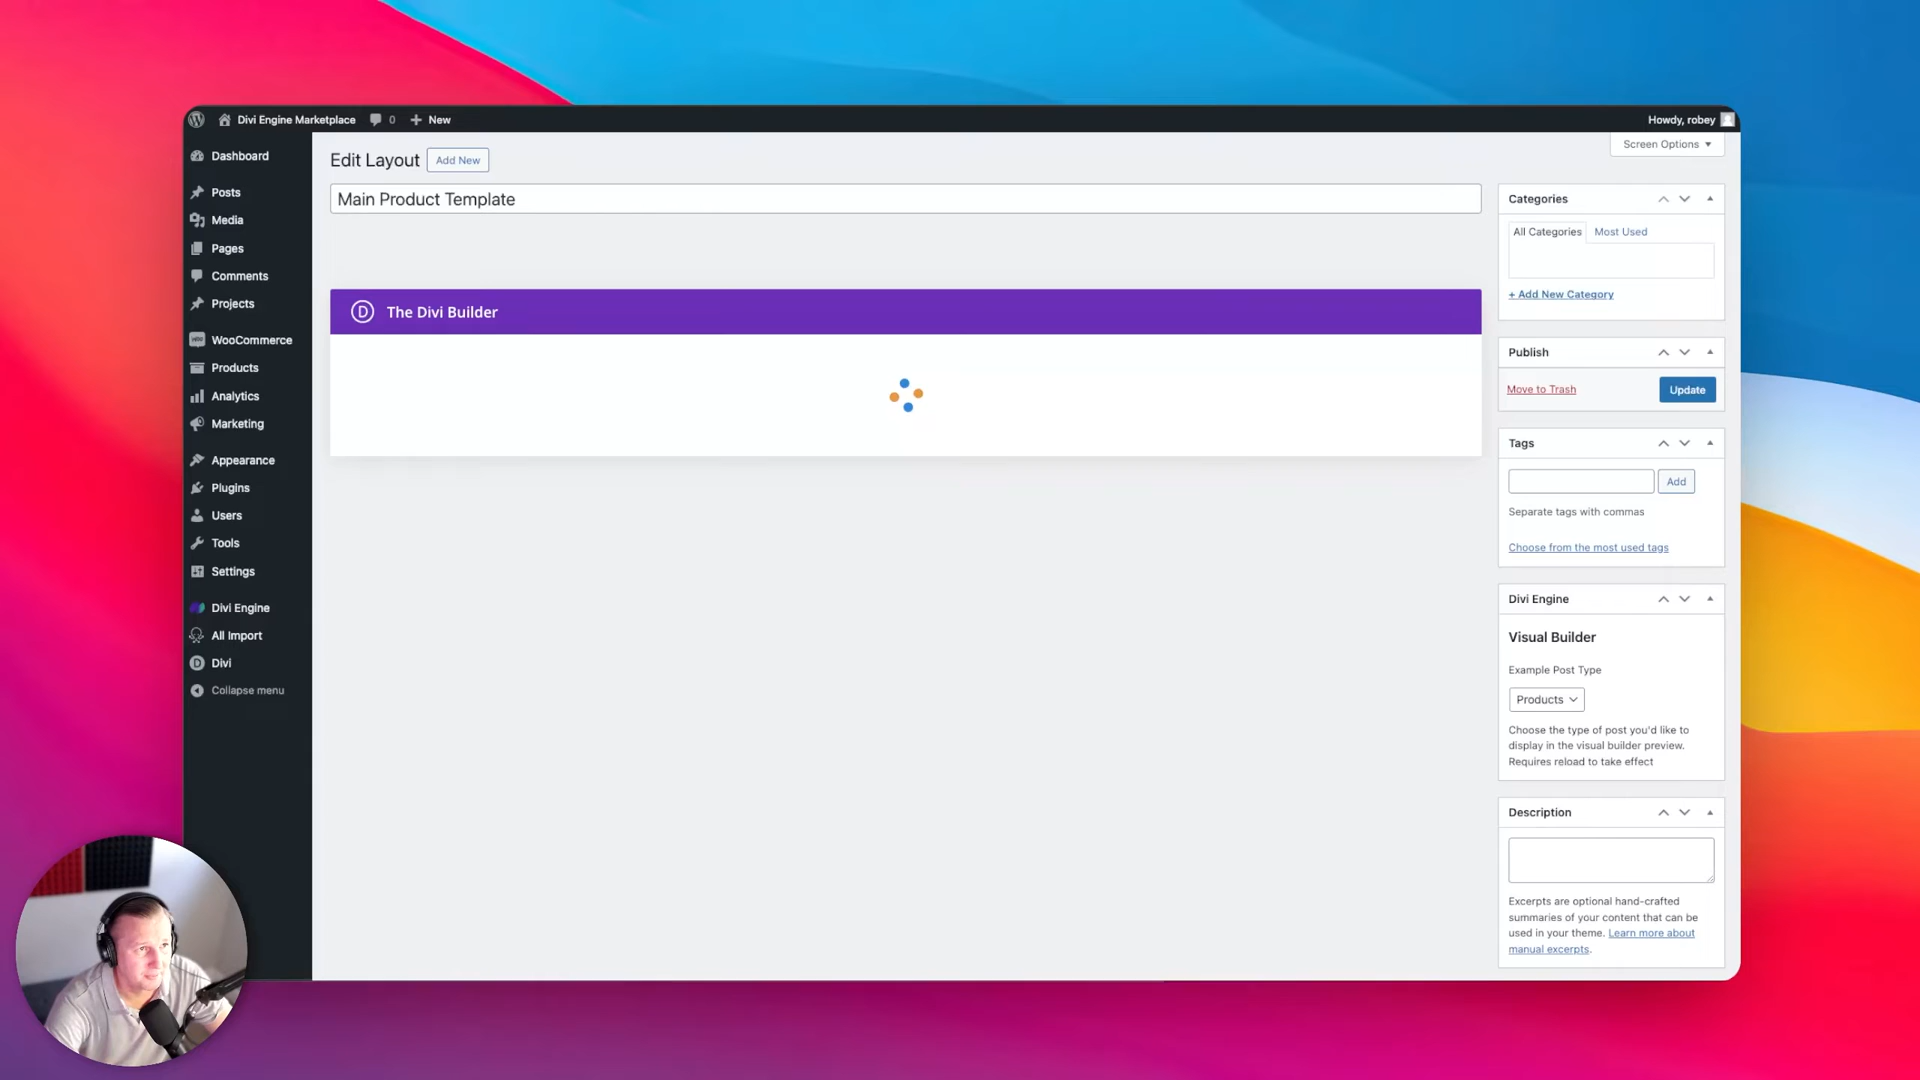 Divi Engine Marketplace
0
New
Howdy, robey
Screen Options
Dashboard
Posts
Media
Pages
Comments
Projects
WooCommerce
Products
Analytics
Marketing
Appearance
Plugins
Users
Tools
Settings
Divi Engine
All Import
Divi
Collapse menu
Edit Layout
Add New
Main Product Template
D
The Divi Builder
Categories
All Categories
Most Used
+ Add New Category
Publish
Move to Trash
Update
Tags
Add
Separate tags with commas
Choose from the most used tags
Divi Engine
Visual Builder
Example Post Type
Products
Choose the type of post you'd like to
display in the visual builder preview.
Requires reload to take effect
Description
Excerpts are optional hand-crafted
summaries of your content that can be
used in your theme. Learn more about
manual excerpts.